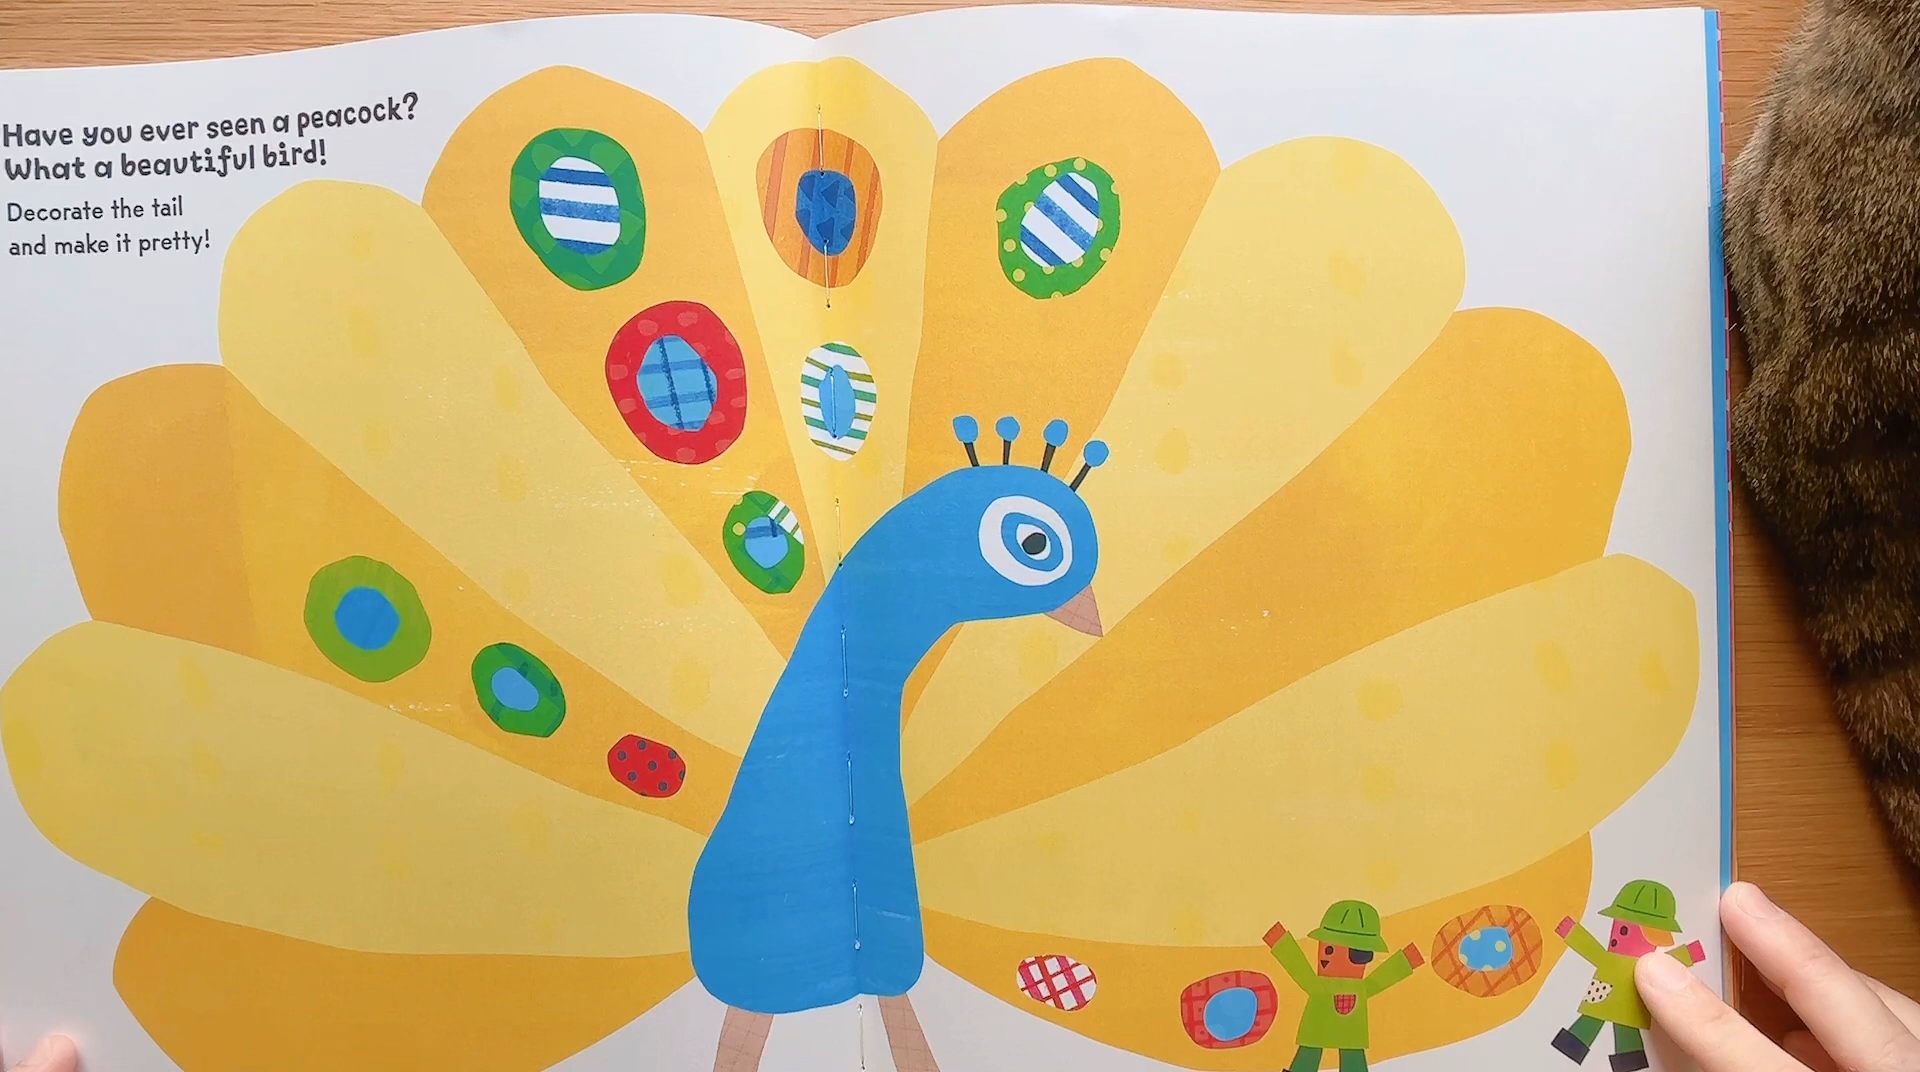 Have you ever seen a peacock?
What a beautiful bird!
Decorate the tail
and make it pretty!